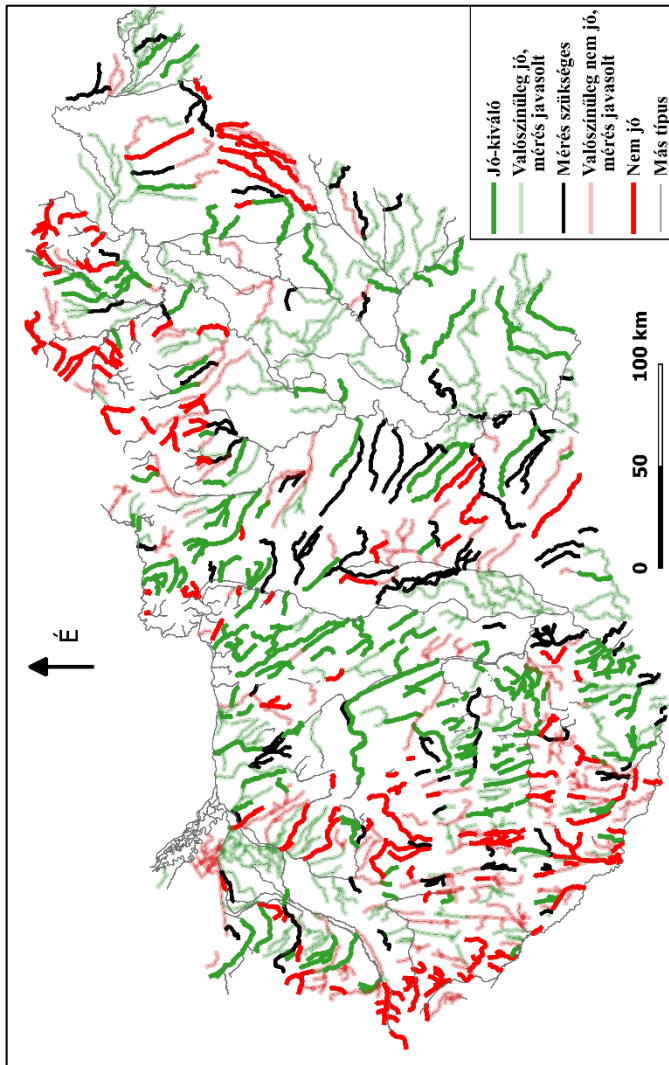 É
Jó-kiváló
Valószínűleg jó,
mérés javasolt
Mérés szükséges
Valószínűleg nem jó,
mérés javasolt
Nem jó
Más típus
0 50 100 km